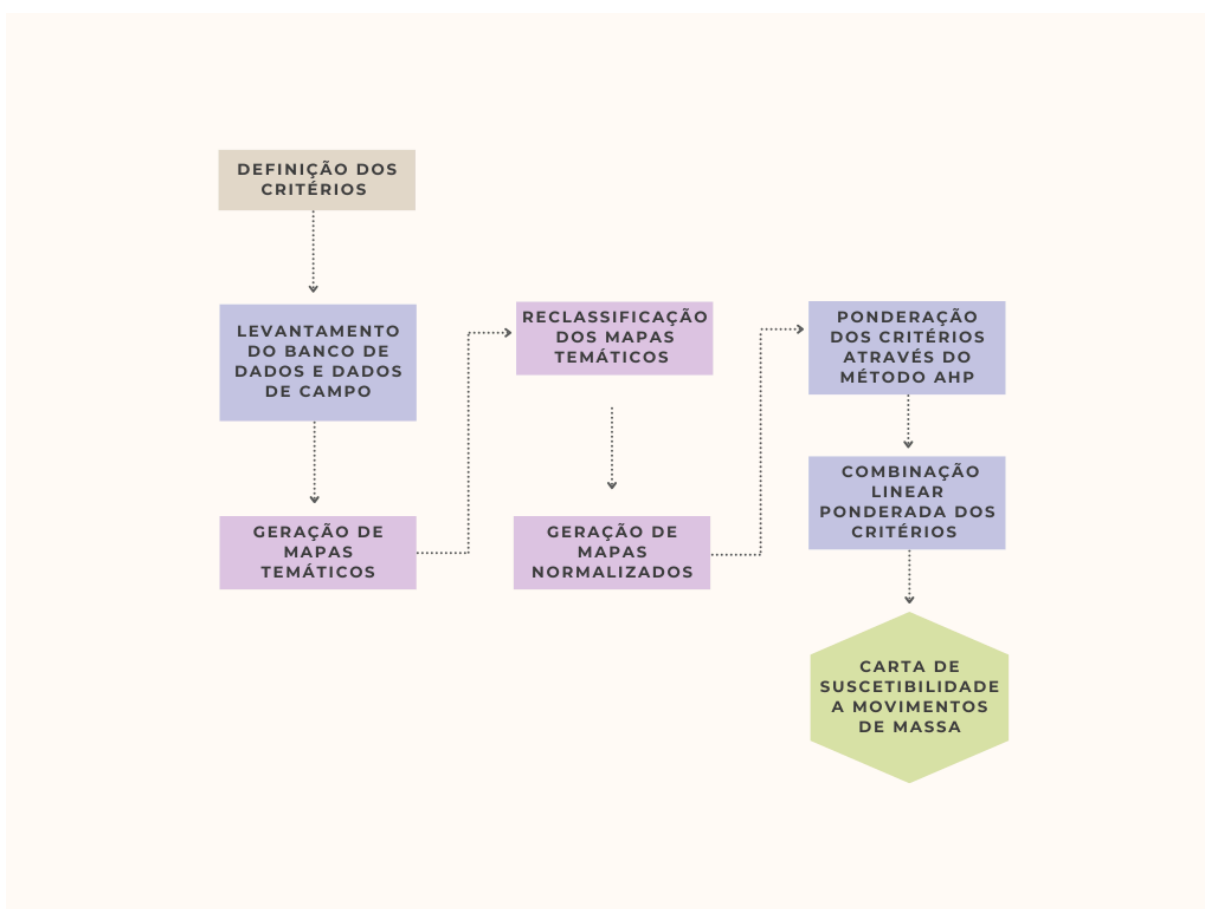 DEFINIÇÃO DOS
CRITÉRIOS
LEVANTAMENTO
DO BANCO DE
DADOS E DADOS
DE CAMPO
GERAÇÃO DE
MAPAS
TEMÁTICOS
RECLASSIFICAÇÃO
DOS MAPAS
TEMÁTICOS
GERAÇÃO DE
MAPAS
NORMALIZADOS
PONDERAÇÃO
DOS CRITÉRIOS
ATRAVÉS DO
MÉTODO AHP
COMBINAÇÃO
LINEAR
PONDERADA DOS
CRITÉRIOS
CARTA DE
SUSCETIBILIDADE
A MOVIMENTOS
DE MASSA